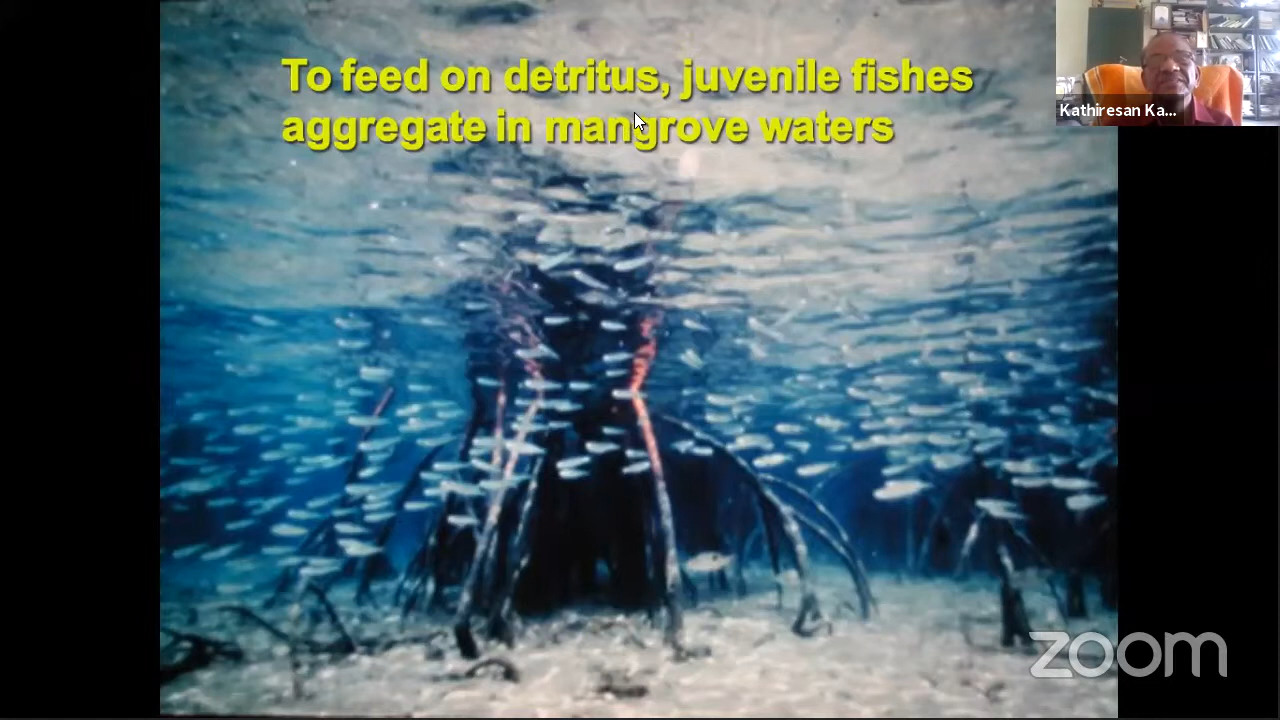 To feed on detritus, juvenile fishes
aggregate in mangrove waters
Kathiresan Ka...
zoom